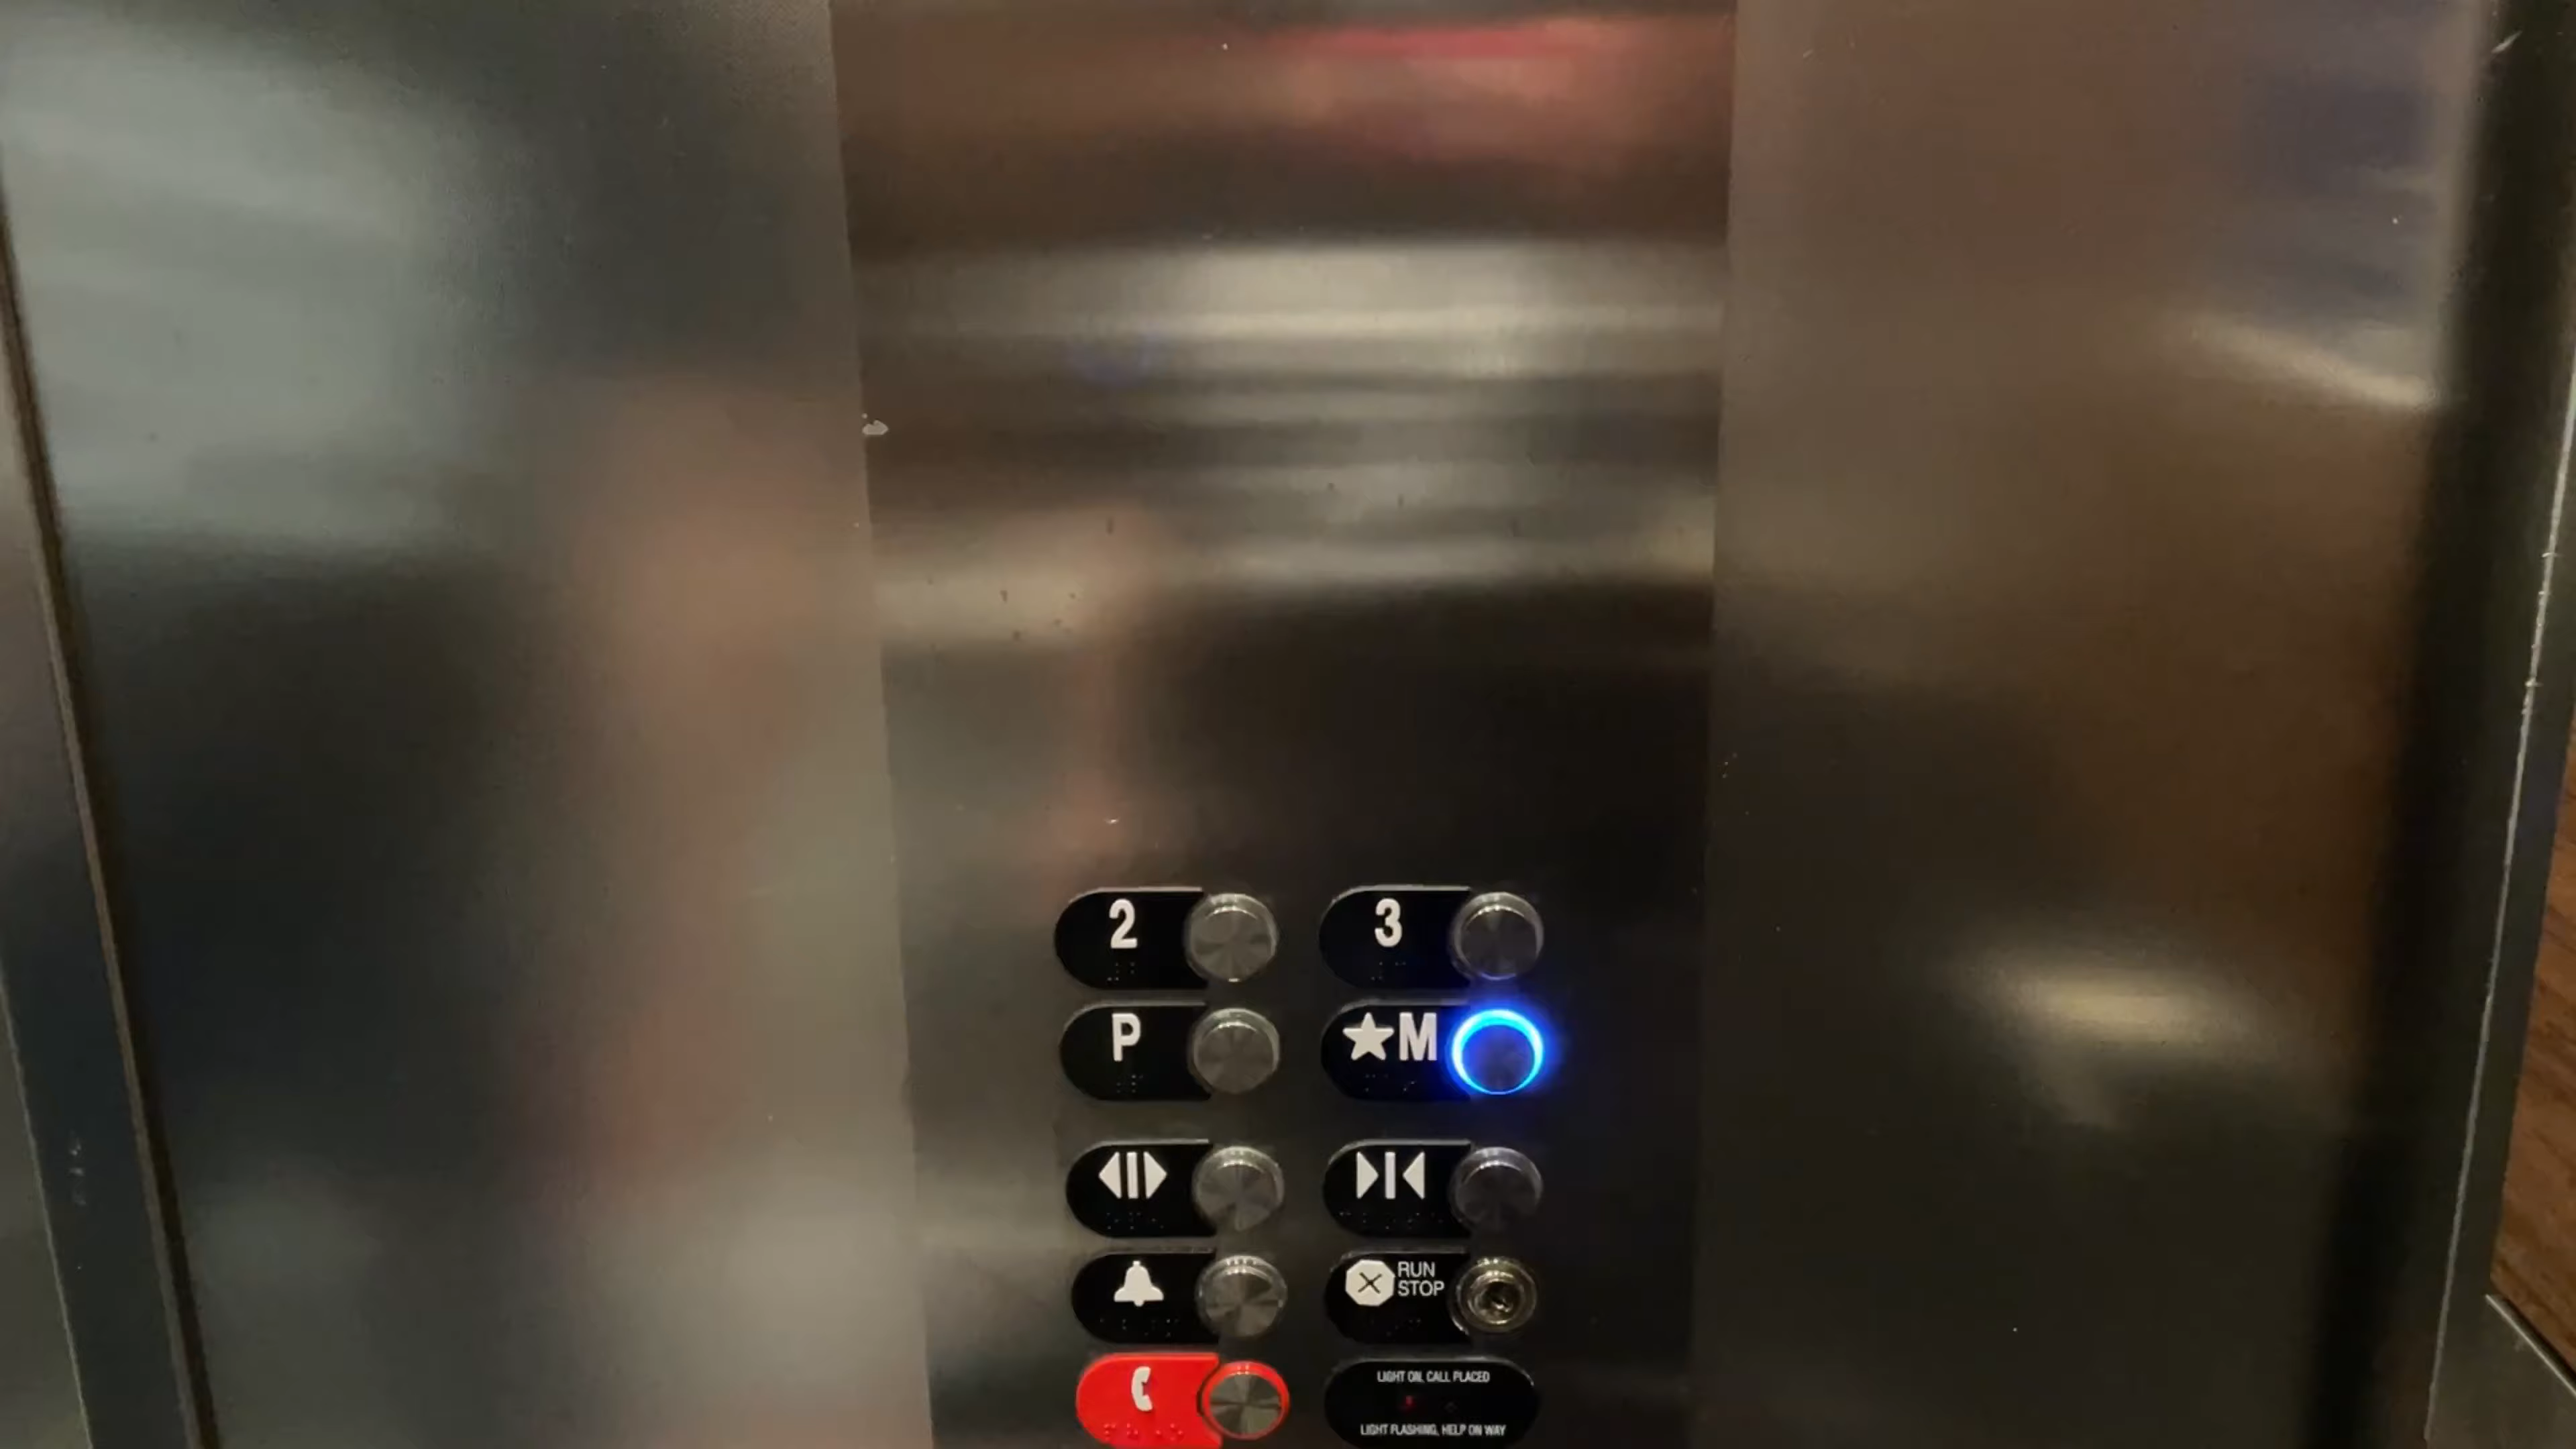 2
3
P
★M
RUN
STOP
LIGHT ON, CALL PLACED
LIGHT FLASHING, HELP ON WAY